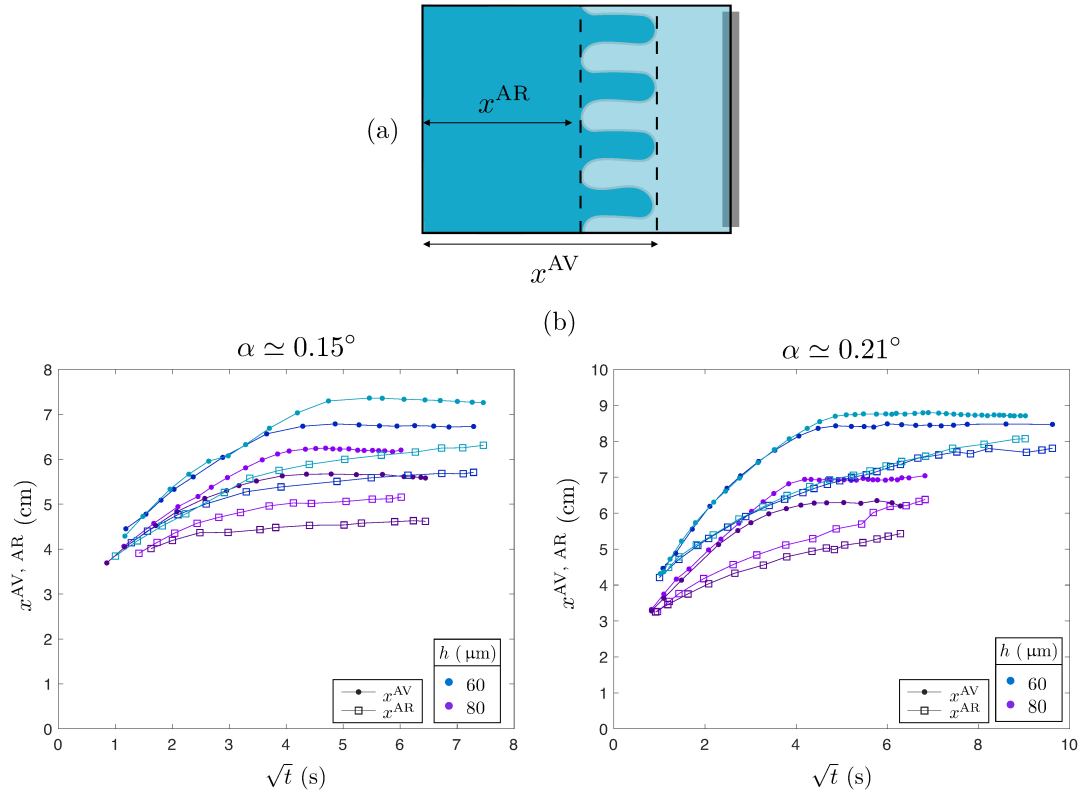 x^AR
(a)
x^AV
(b)
α ≃ 0.15°
8
7
6
5
4
3
2
1
0
x^AV, AR (cm)
0 1 2 3 4 5 6 7 8
√t (s)
x^AV
x^AR
h (μm)
60
80
α ≃ 0.21°
10
9
8
7
6
5
4
3
2
1
0
x^AV, AR (cm)
0 2 4 6 8 10
√t (s)
x^AV
x^AR
h (μm)
60
80